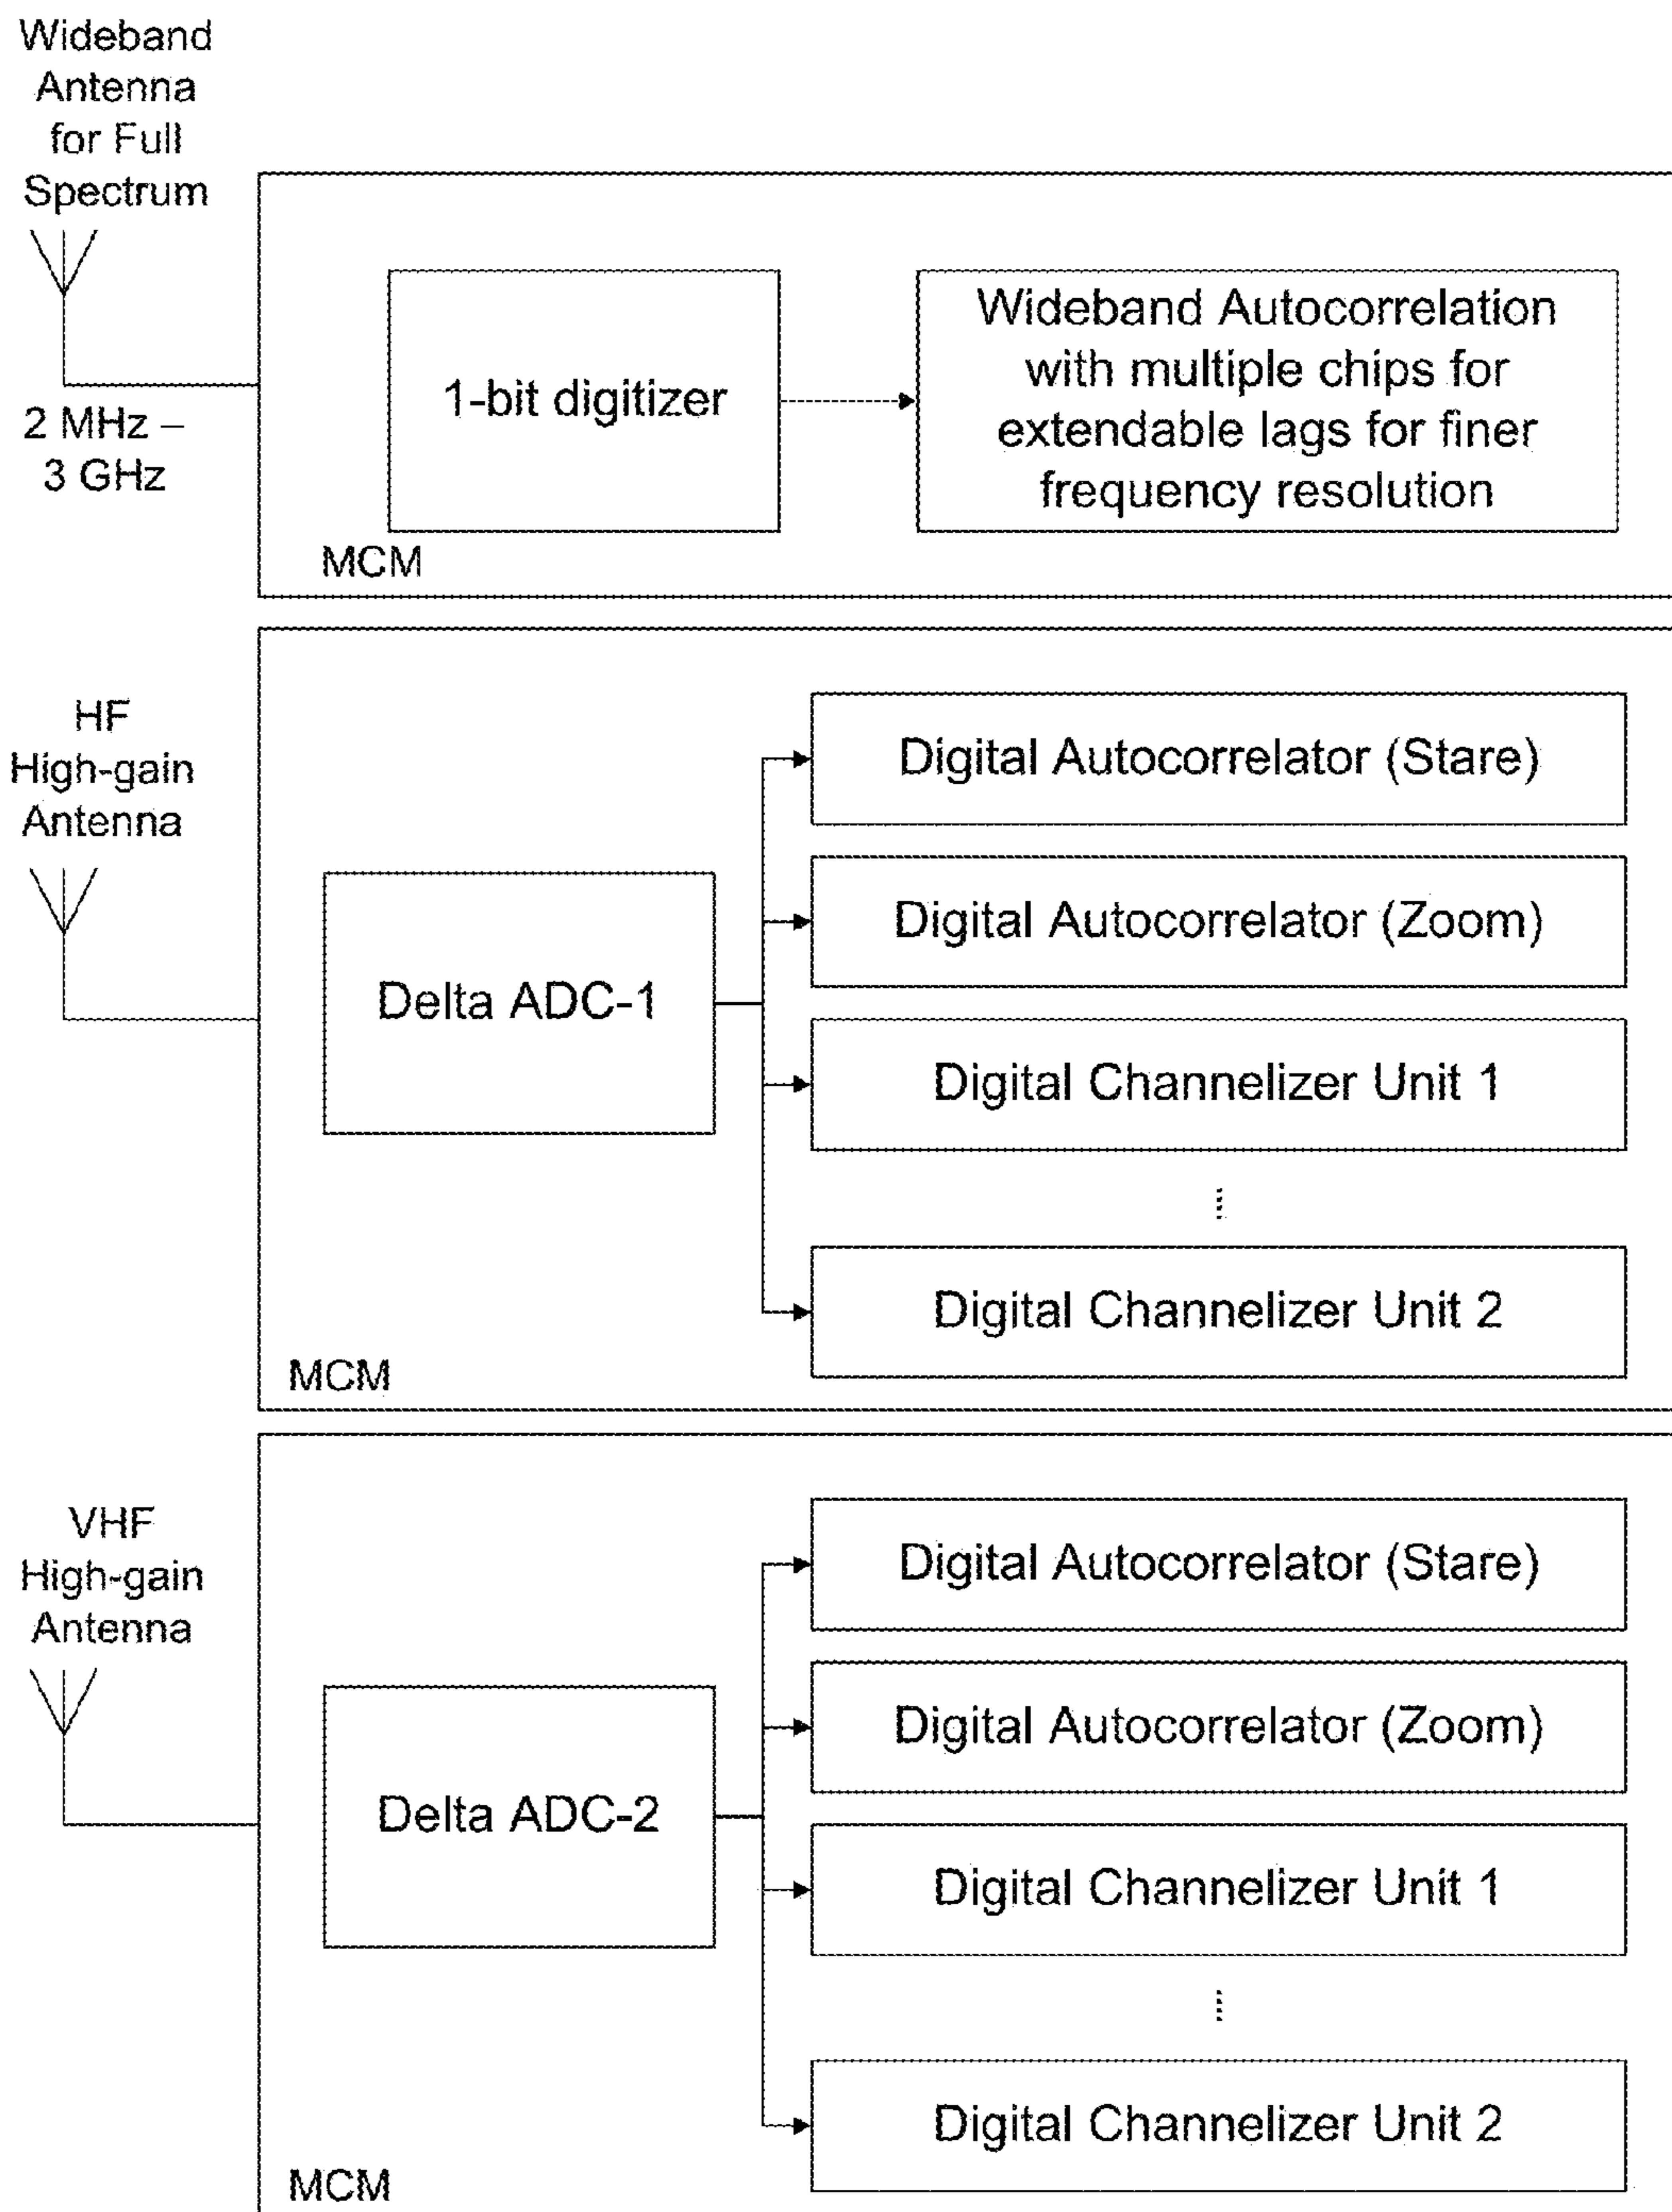 Wideband
Antenna
for Full
Spectrum
2 MHz –
3 GHz
1-bit digitizer
Wideband Autocorrelation
with multiple chips for
extendable lags for finer
frequency resolution
MCM
HF
High-gain
Antenna
Delta ADC-1
Digital Autocorrelator (Stare)
Digital Autocorrelator (Zoom)
Digital Channelizer Unit 1
Digital Channelizer Unit 2
MCM
VHF
High-gain
Antenna
Delta ADC-2
Digital Autocorrelator (Stare)
Digital Autocorrelator (Zoom)
Digital Channelizer Unit 1
Digital Channelizer Unit 2
MCM